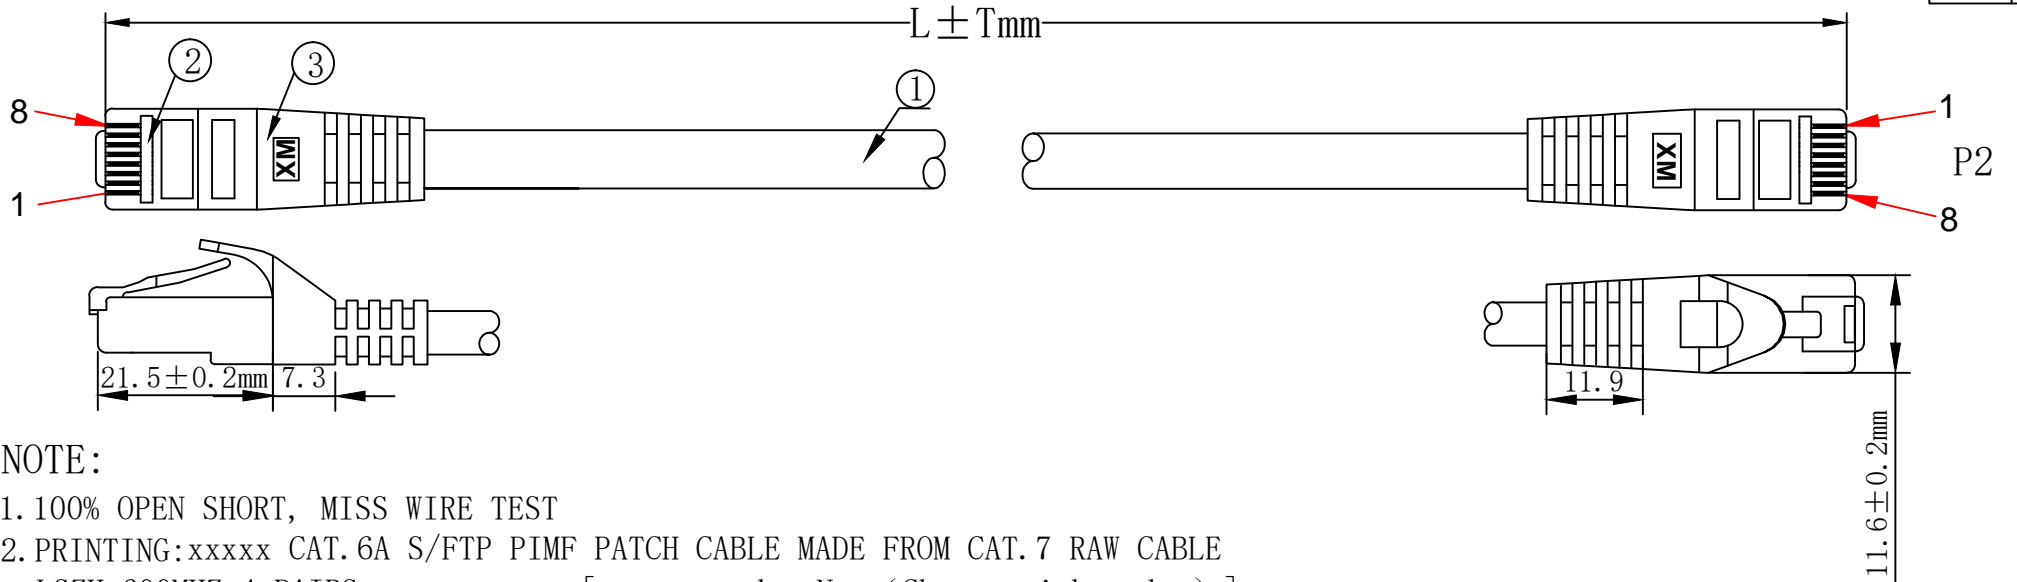 L±Tmm
② ③ ①
8
1
XM
XM
1
P2
8
21.5±0.2mm 7.3
11.9
11.6±0.2mm
NOTE:
1.100% OPEN SHORT, MISS WIRE TEST
2.PRINTING:xxxxx CAT.6A S/FTP PIMF PATCH CABLE MADE FROM CAT.7 RAW CABLE